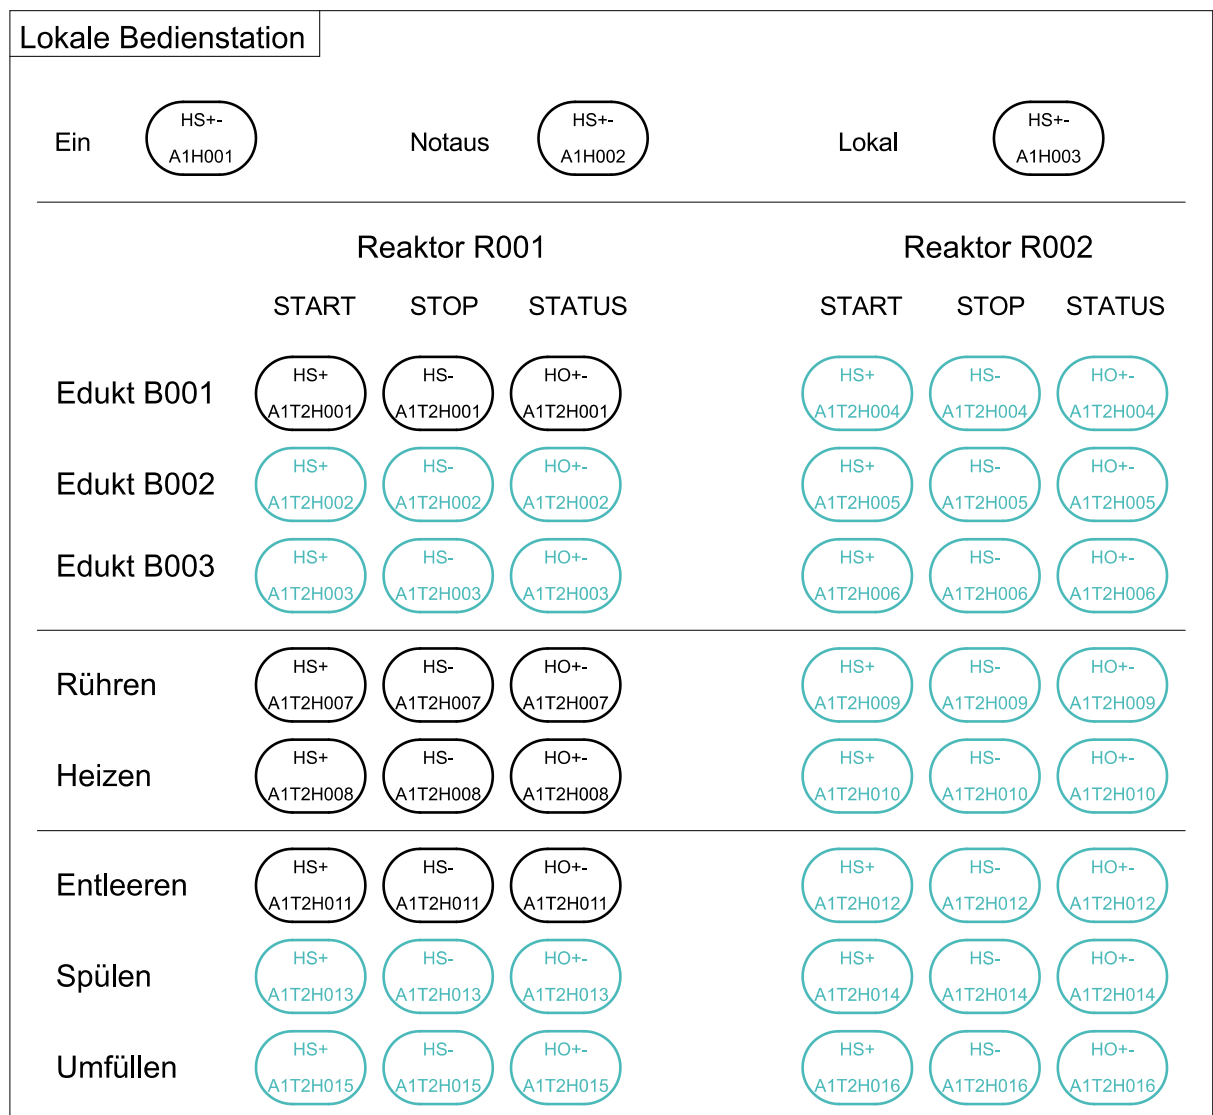 Lokale Bedienstation
Ein HS+- A1H001 Notaus HS+- A1H002 Lokal HS+- A1H003
Reaktor R001 Reaktor R002
START STOP STATUS START STOP STATUS
HS+ HS- HO+- HS+ HS- HO+-
Edukt B001
A1T2H001 A1T2H001 A1T2H001 A1T2H004 A1T2H004 A1T2H004
HS+ HS- HO+- HS+ HS- HO+-
Edukt B002
A1T2H002 A1T2H002 A1T2H002 A1T2H005 A1T2H005 A1T2H005
HS+ HS- HO+- HS+ HS- HO+-
Edukt B003
A1T2H003 A1T2H003 A1T2H003 A1T2H006 A1T2H006 A1T2H006
HS+ HS- HO+- HS+ HS- HO+-
Rühren
A1T2H007 A1T2H007 A1T2H007 A1T2H009 A1T2H009 A1T2H009
HS+ HS- HO+- HS+ HS- HO+-
Heizen
A1T2H008 A1T2H008 A1T2H008 A1T2H010 A1T2H010 A1T2H010
HS+ HS- HO+- HS+ HS- HO+-
Entleeren
A1T2H011 A1T2H011 A1T2H011 A1T2H012 A1T2H012 A1T2H012
HS+ HS- HO+- HS+ HS- HO+-
Spülen
A1T2H013 A1T2H013 A1T2H013 A1T2H014 A1T2H014 A1T2H014
HS+ HS- HO+- HS+ HS- HO+-
Umfüllen
A1T2H015 A1T2H015 A1T2H015 A1T2H016 A1T2H016 A1T2H016